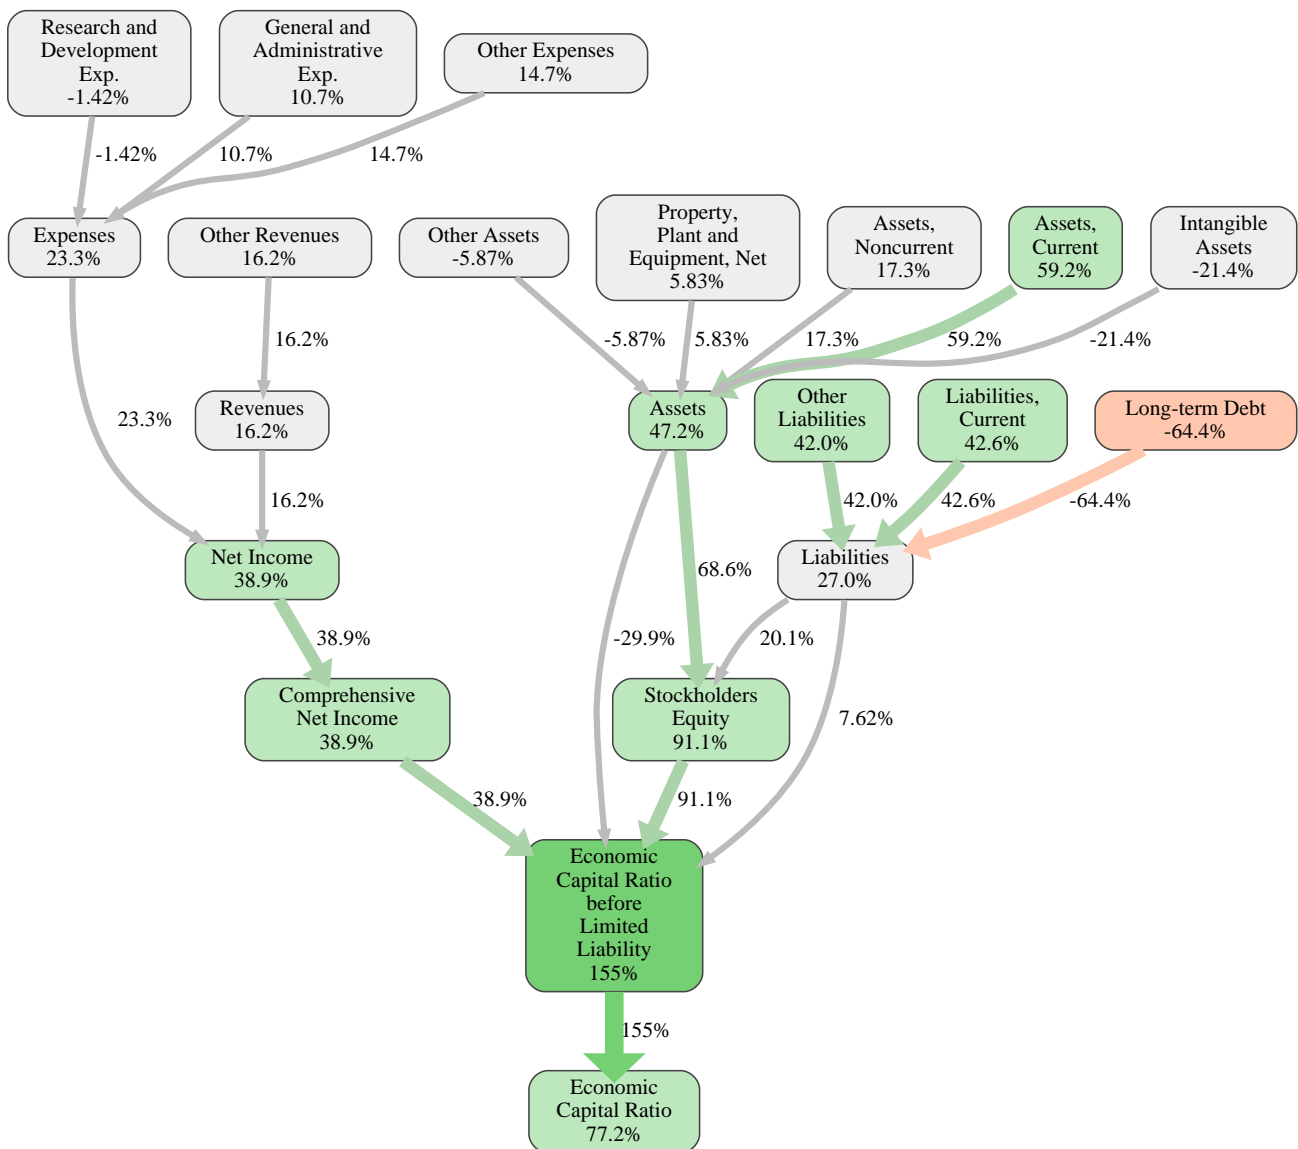 Research and
Development
Exp.
-1.42%
General and
Administrative
Exp.
10.7%
Other Expenses
14.7%
-1.42%
10.7%
14.7%
Expenses
23.3%
Other Revenues
16.2%
Other Assets
-5.87%
Property,
Plant and
Equipment, Net
5.83%
Assets,
Noncurrent
17.3%
Assets,
Current
59.2%
Intangible
Assets
-21.4%
16.2%
-5.87%
5.83%
17.3%
59.2%
-21.4%
23.3%
Revenues
16.2%
Assets
47.2%
Other
Liabilities
42.0%
Liabilities,
Current
42.6%
Long-term Debt
-64.4%
16.2%
42.0%
42.6%
-64.4%
Net Income
38.9%
68.6%
Liabilities
27.0%
38.9%
-29.9%
20.1%
Comprehensive
Net Income
38.9%
Stockholders
Equity
91.1%
7.62%
38.9%
91.1%
Economic
Capital Ratio
before
Limited
Liability
155%
155%
Economic
Capital Ratio
77.2%